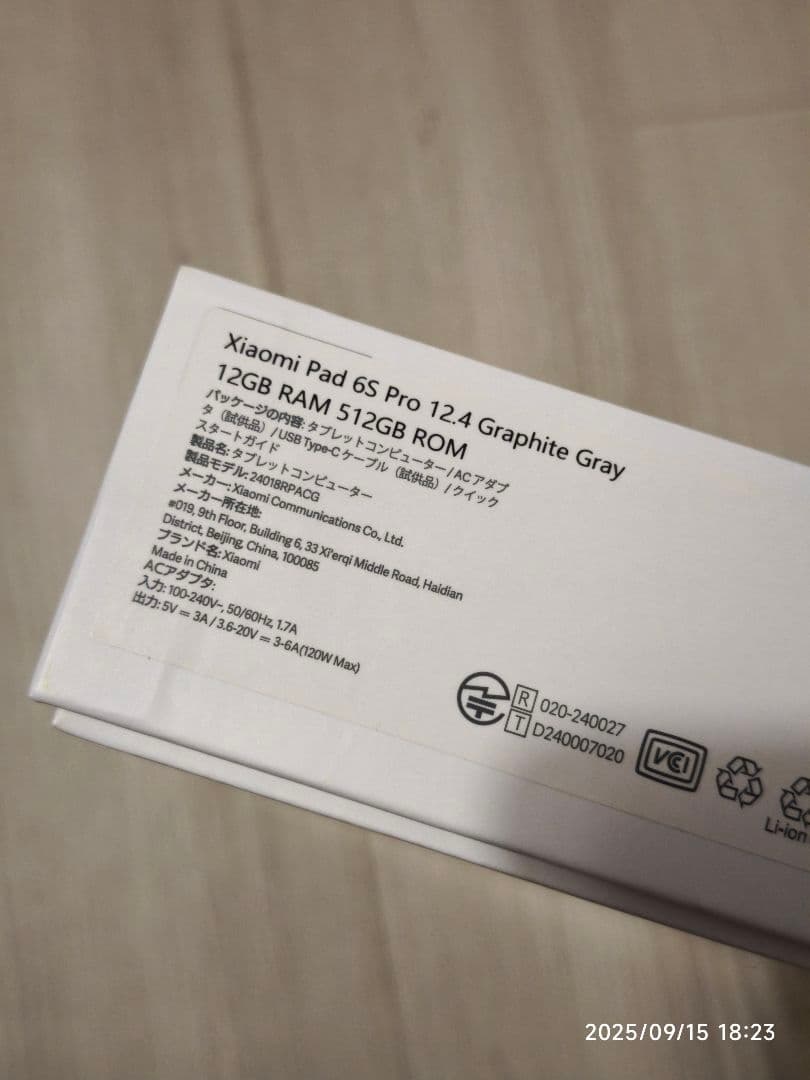 Xiaomi Pad 6S Pro 12.4 Graphite Gray
12GB RAM 512GB ROM
パッケージの内容: タブレットコンピューター / AC アダプ
タ（試供品）/ USB Type-C ケーブル（試供品）/ クイック
スタートガイド
製品名: タブレットコンピューター
製品モデル: 24018RPACG
メーカー: Xiaomi Communications Co., Ltd.
メーカー所在地:
#019, 9th Floor, Building 6, 33 Xi'erqi Middle Road, Haidian
District, Beijing, China, 100085
ブランド名: Xiaomi
Made in China
ACアダプタ:
入力: 100-240V~, 50/60Hz, 1.7A
出力: 5V ⎓ 3A / 3.6-20V ⎓ 3-6A(120W Max)
R 020-240027
T D240007020
VCCI
Li-ion
2025/09/15 18:23